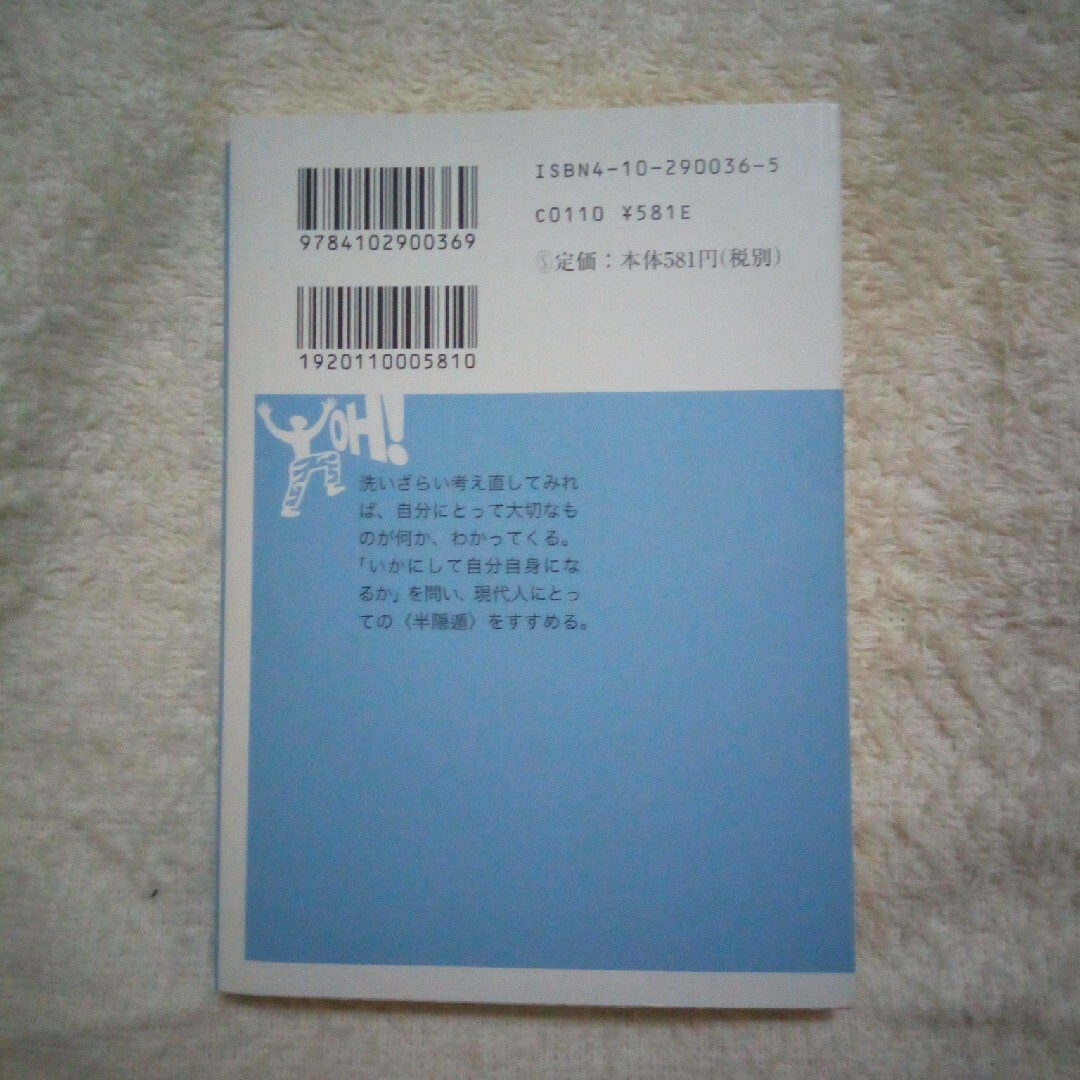 9784102900369
ISBN4-10-290036-5
C0110 ¥581E
Ⓢ定価：本体581円(税別)
1920110005810
OH!
洗いざらい考え直してみれ
ば、自分にとって大切なも
のが何か、わかってくる。
「いかにして自分自身にな
るか」を問い、現代人にとっ
ての〈半隠遁〉をすすめる。